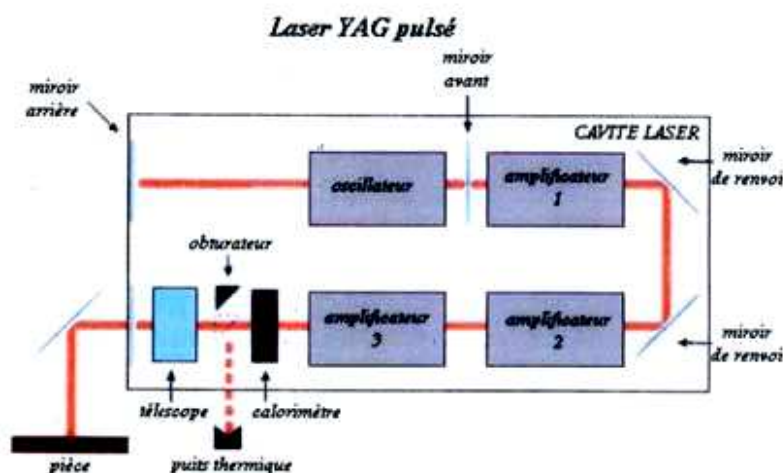 Laser YAG pulsé
miroir
avant
miroir
arrière
CAVITE LASER
miroir
de renvoi
oscillateur
amplificateur
1
obturateur
amplificateur
3
amplificateur
2
miroir
de renvoi
télescope
calorimètre
pièce
puits thermique